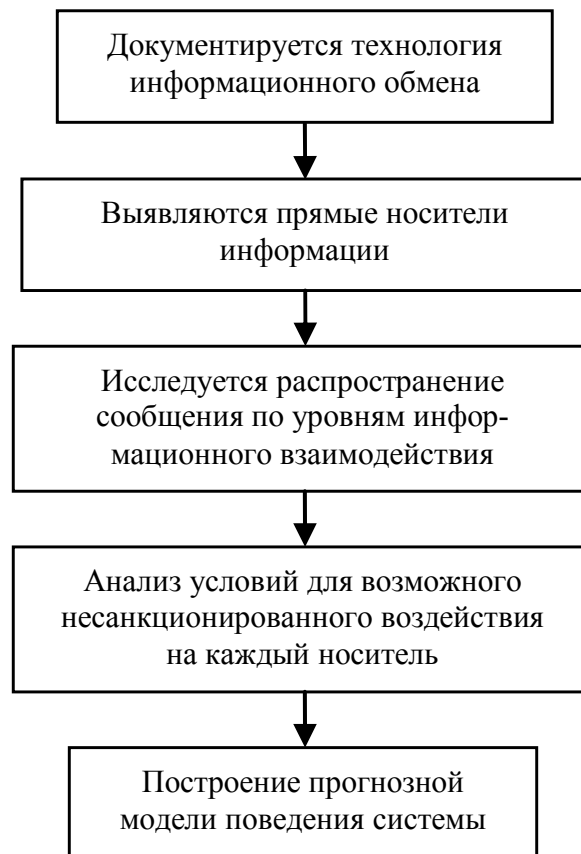 Документируется технология
информационного обмена
Выявляются прямые носители
информации
Исследуется распространение
сообщения по уровням инфор-
мационного взаимодействия
Анализ условий для возможного
несанкционированного воздействия
на каждый носитель
Построение прогнозной
модели поведения системы